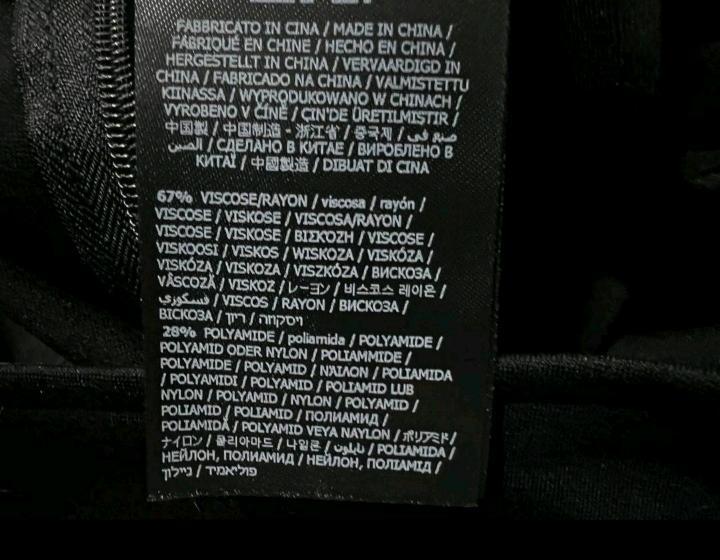 FABBRICATO IN CINA / MADE IN CHINA /
FABRIQUÉ EN CHINE / HECHO EN CHINA /
HERGESTELLT IN CHINA / VERVAARDIGD IN
CHINA / FABRICADO NA CHINA / VALMISTETTU
KIINASSA / WYPRODUKOWANO W CHINACH /
VYROBENO V ČÍNĚ / ÇIN'DE ÜRETILMISTIR /
中国製 / 中国制造 - 浙江省 / 중국제 / صنع في
الصين / СДЕЛАНО В КИТАЕ / ВИРОБЛЕНО В
КИТАЇ / 中國製造 / DIBUAT DI CINA
67% VISCOSE/RAYON / viscosa / rayón /
VISCOSE / VISKOSE / VISCOSA/RAYON /
VISCOSE / VISKOSE / ΒΙΣΚΟΖΗ / VISCOSE /
VISKOOSI / VISKOS / WISKOZA / VISKÓZA /
VISKÓZA / VISKOZA / VISZKÓZA / ВИСКОЗА /
VÂSCOZĂ / VISKOZ / レーヨン / 비스코스 레이온 /
فسكوزي / VISCOS / RAYON / ВИСКОЗА /
ВІСКОЗА / ויסקוזה / ריון
28% POLYAMIDE / poliamida / POLYAMIDE /
POLYAMID ODER NYLON / POLIAMMIDE /
POLYAMIDE / POLYAMID / ΝΑΪΛΟΝ / POLIAMIDA
/ POLYAMIDI / POLYAMID / POLIAMID LUB
NYLON / POLYAMID / NYLON / POLYAMID /
POLIAMID / POLIAMID / ПОЛИАМИД /
POLIAMIDĂ / POLYAMID VEYA NAYLON / ポリアミド/
ナイロン / 폴리아마드 / 나일론 / نايلون / POLIAMIDA /
НЕЙЛОН, ПОЛИАМИД / НЕЙЛОН, ПОЛІАМІД /
פוליאמיד / ניילון